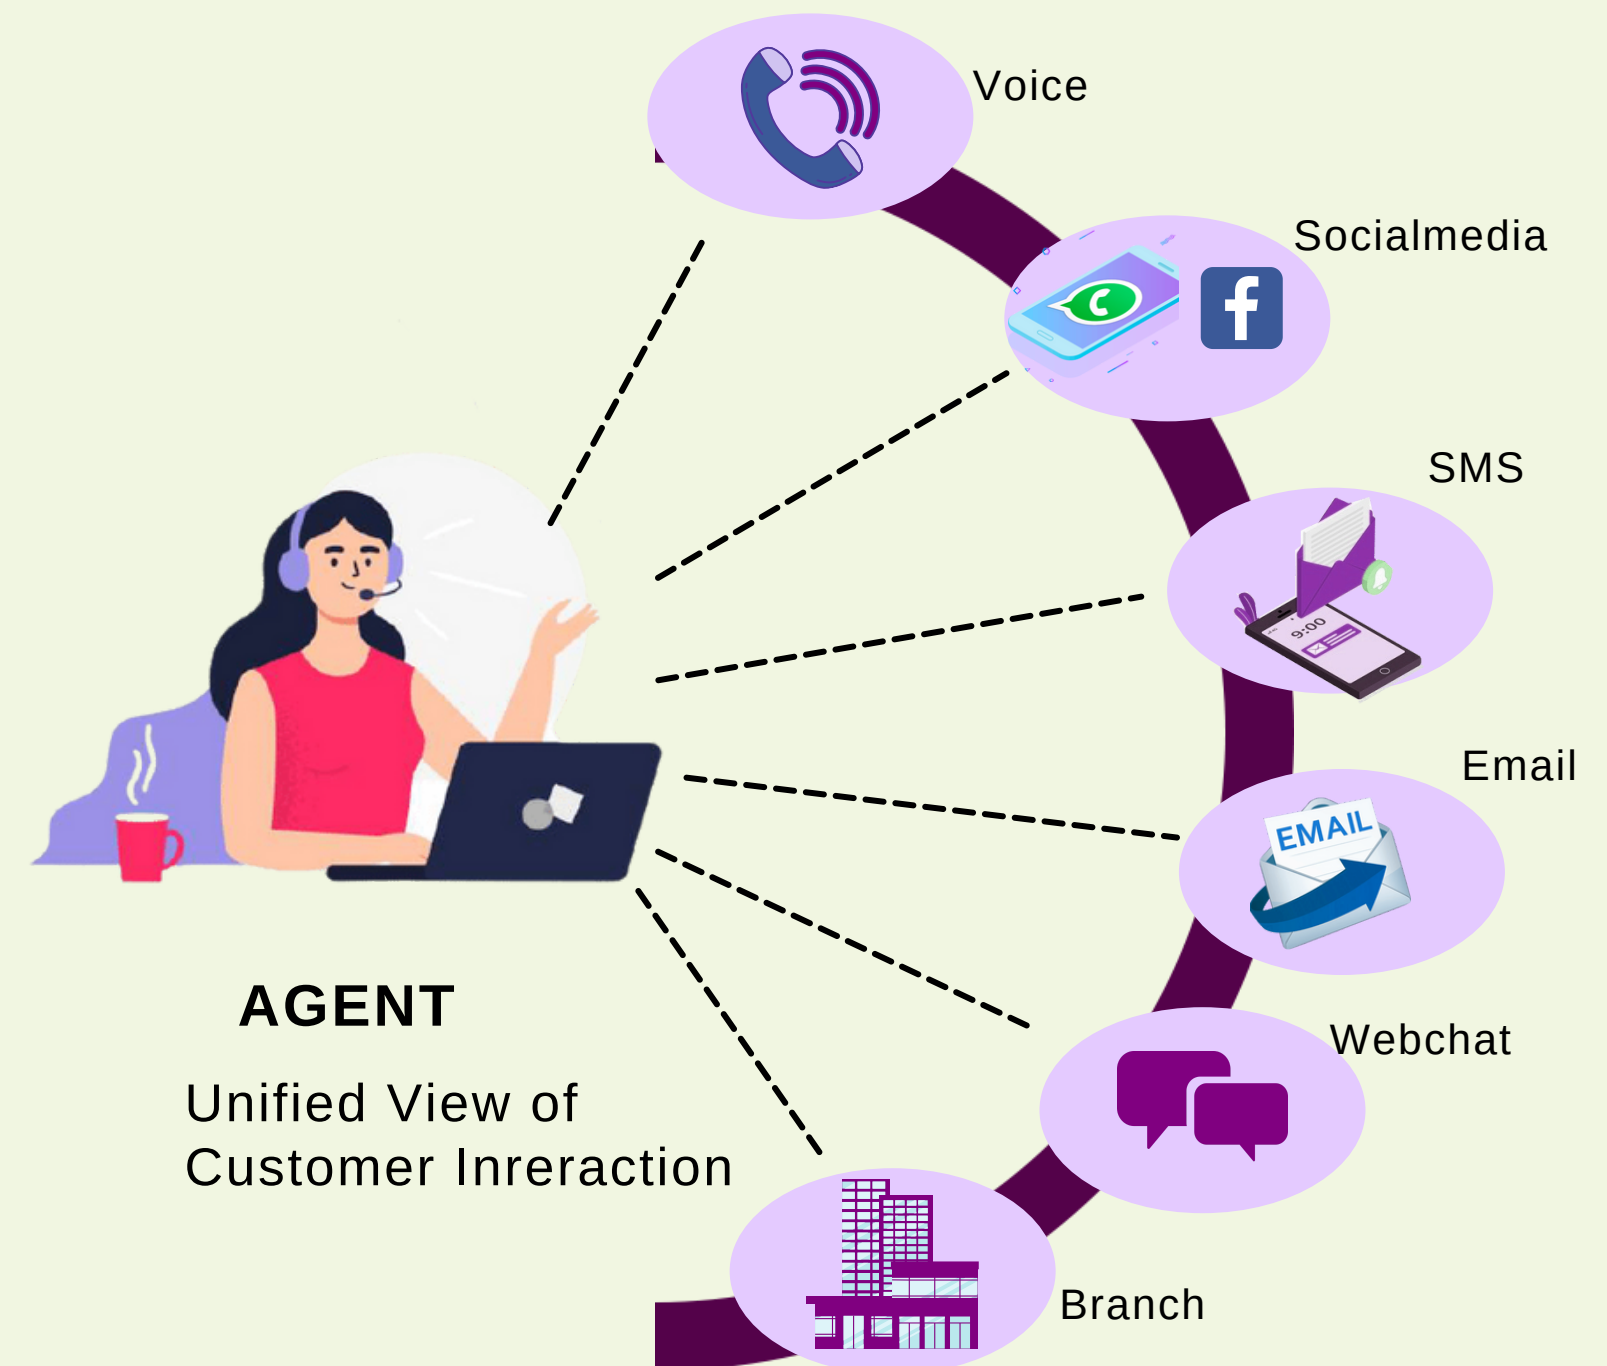 Voice
Socialmedia
SMS
9:00
Email
EMAIL
Webchat
AGENT
Unified View of
Customer Inreraction
Branch